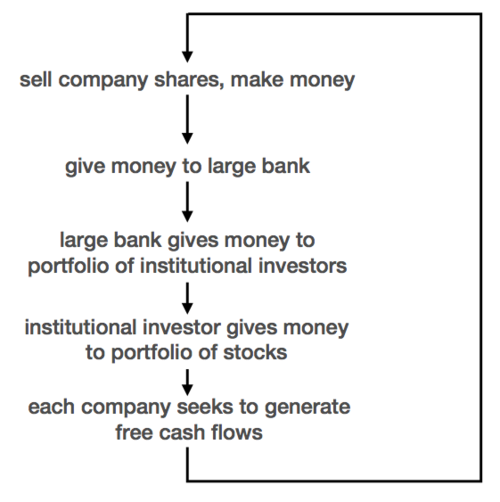 sell company shares, make money
give money to large bank
large bank gives money to
portfolio of institutional investors
institutional investor gives money
to portfolio of stocks
each company seeks to generate
free cash flows